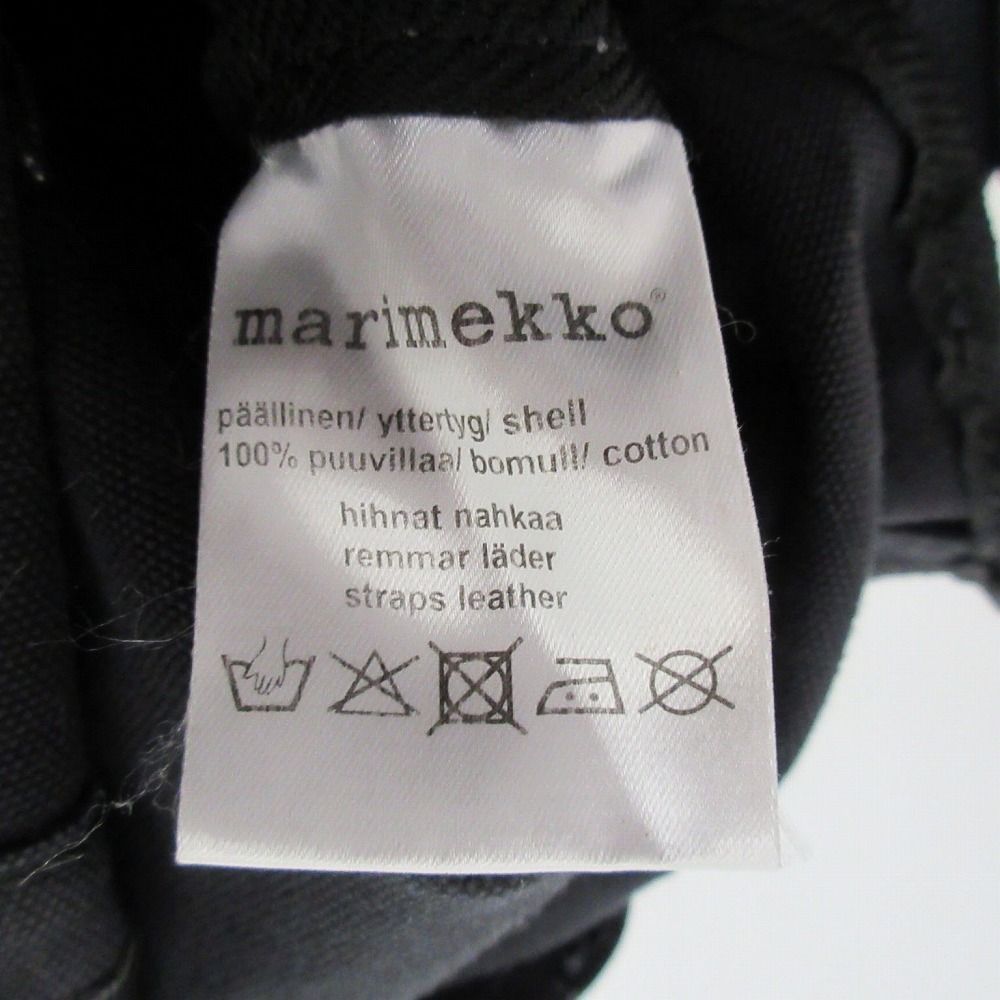 marimekko®
päällinen/ yttertyg/ shell
100% puuvillaa/ bomull/ cotton
hihnat nahkaa
remmar läder
straps leather